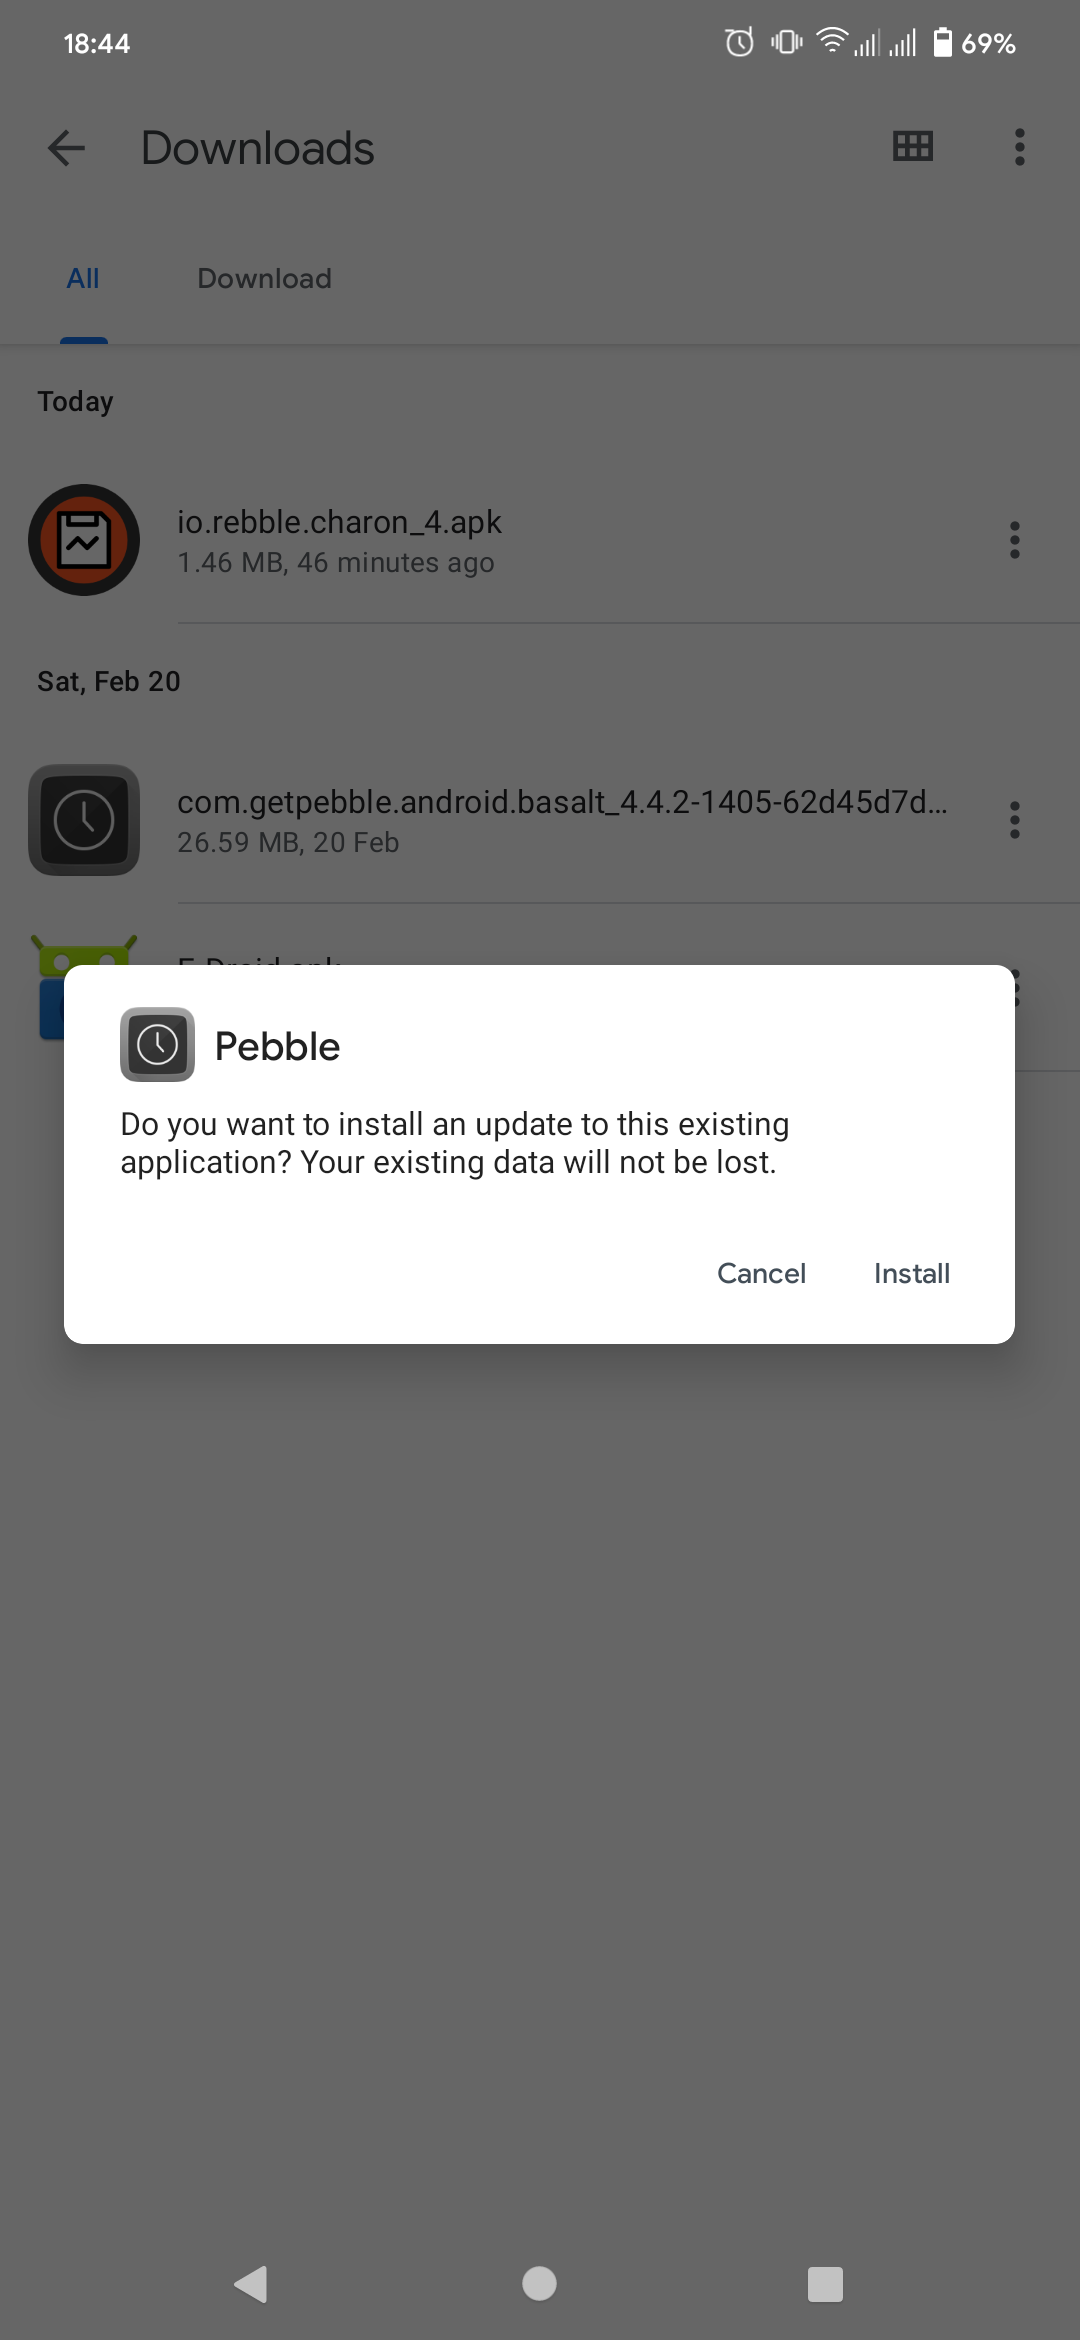 18:44
69%
Downloads
All
Download
Today
io.rebble.charon_4.apk
1.46 MB, 46 minutes ago
Sat, Feb 20
com.getpebble.android.basalt_4.4.2-1405-62d45d7d...
26.59 MB, 20 Feb
Pebble
Do you want to install an update to this existing
application? Your existing data will not be lost.
Cancel
Install